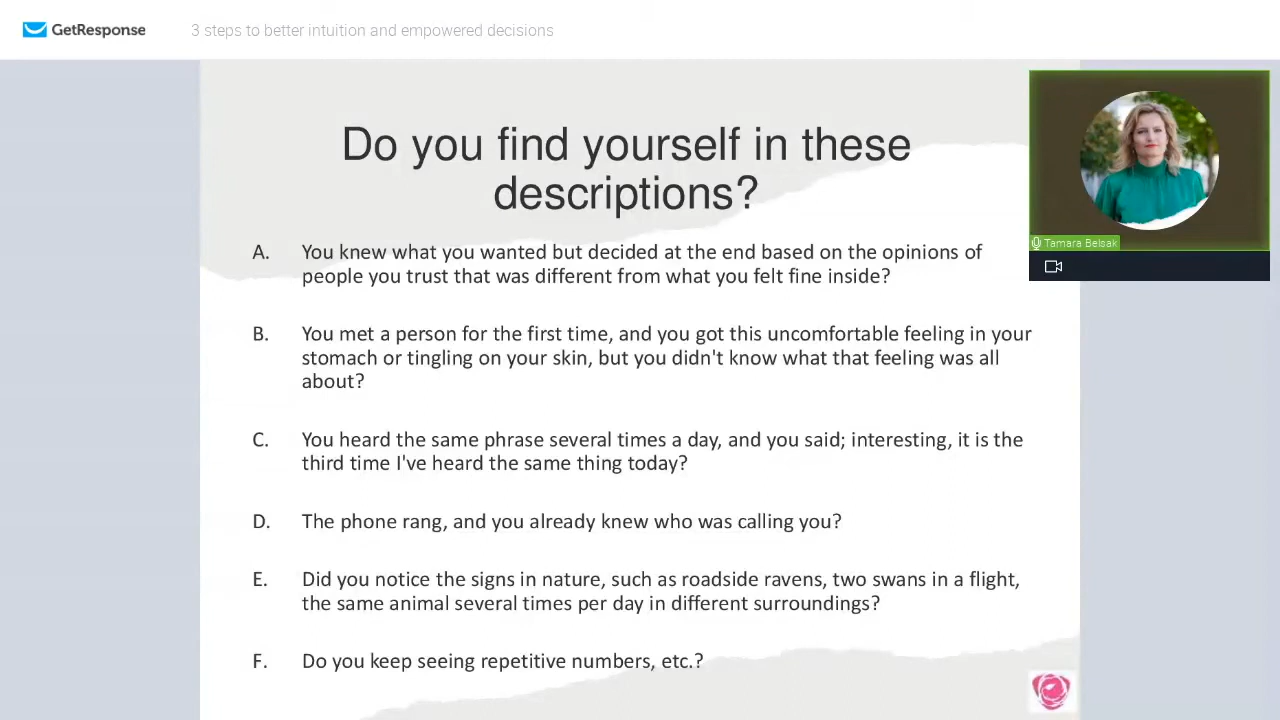 GetResponse
3 steps to better intuition and empowered decisions
Do you find yourself in these
descriptions?
A. You knew what you wanted but decided at the end based on the opinions of
people you trust that was different from what you felt fine inside?
B. You met a person for the first time, and you got this uncomfortable feeling in your
stomach or tingling on your skin, but you didn't know what that feeling was all
about?
C. You heard the same phrase several times a day, and you said; interesting, it is the
third time I've heard the same thing today?
D. The phone rang, and you already knew who was calling you?
E. Did you notice the signs in nature, such as roadside ravens, two swans in a flight,
the same animal several times per day in different surroundings?
F. Do you keep seeing repetitive numbers, etc.?
Tamara Belsak